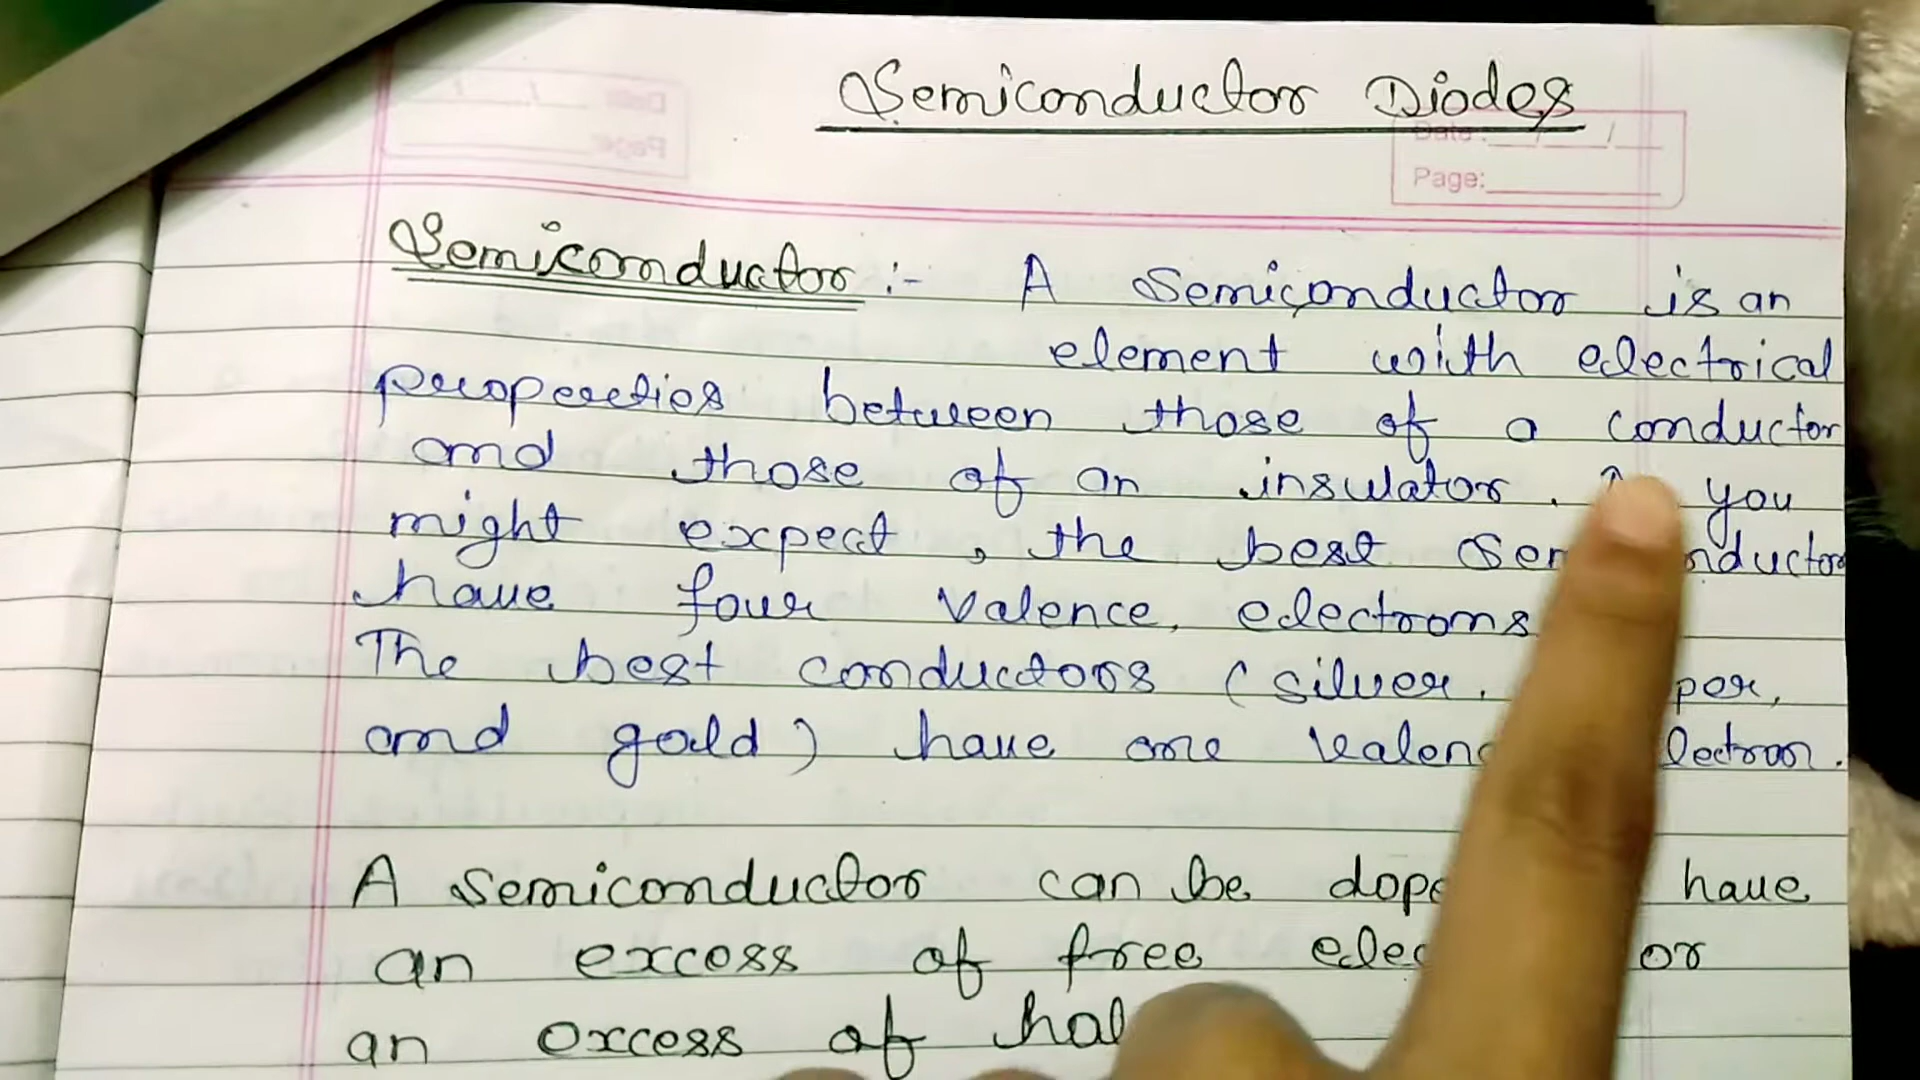 Semiconductor Diodes
Date: / /
Page:
Semiconductor :- A Semiconductor is an
element with electrical
properties between those of a conductor
and those of an insulator. you
might expect, the best
have four valence electrons
The best conductors (silver,
and gold) have one
A semiconductor can be have
an excess of free or
an excess of